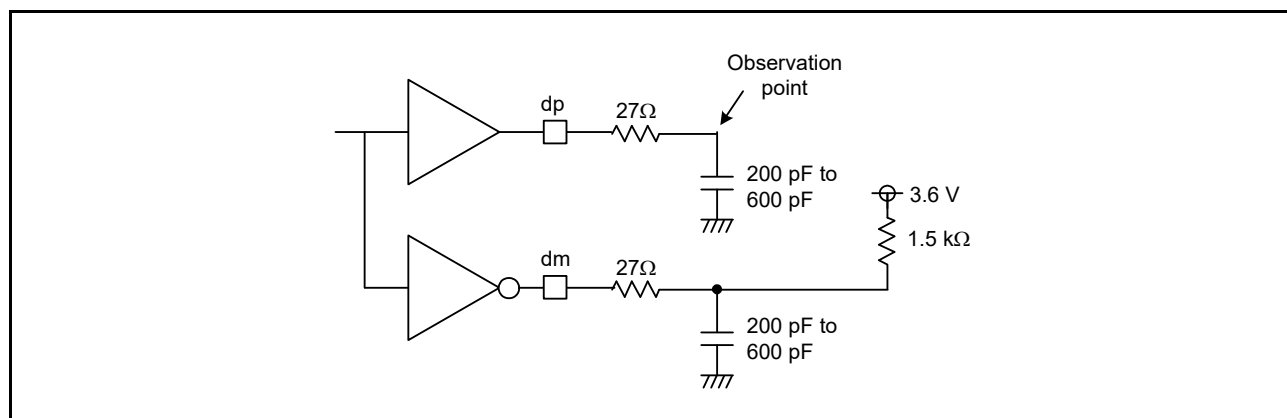 Observation
point
dp
27Ω
200 pF to
600 pF
3.6 V
1.5 kΩ
dm
27Ω
200 pF to
600 pF